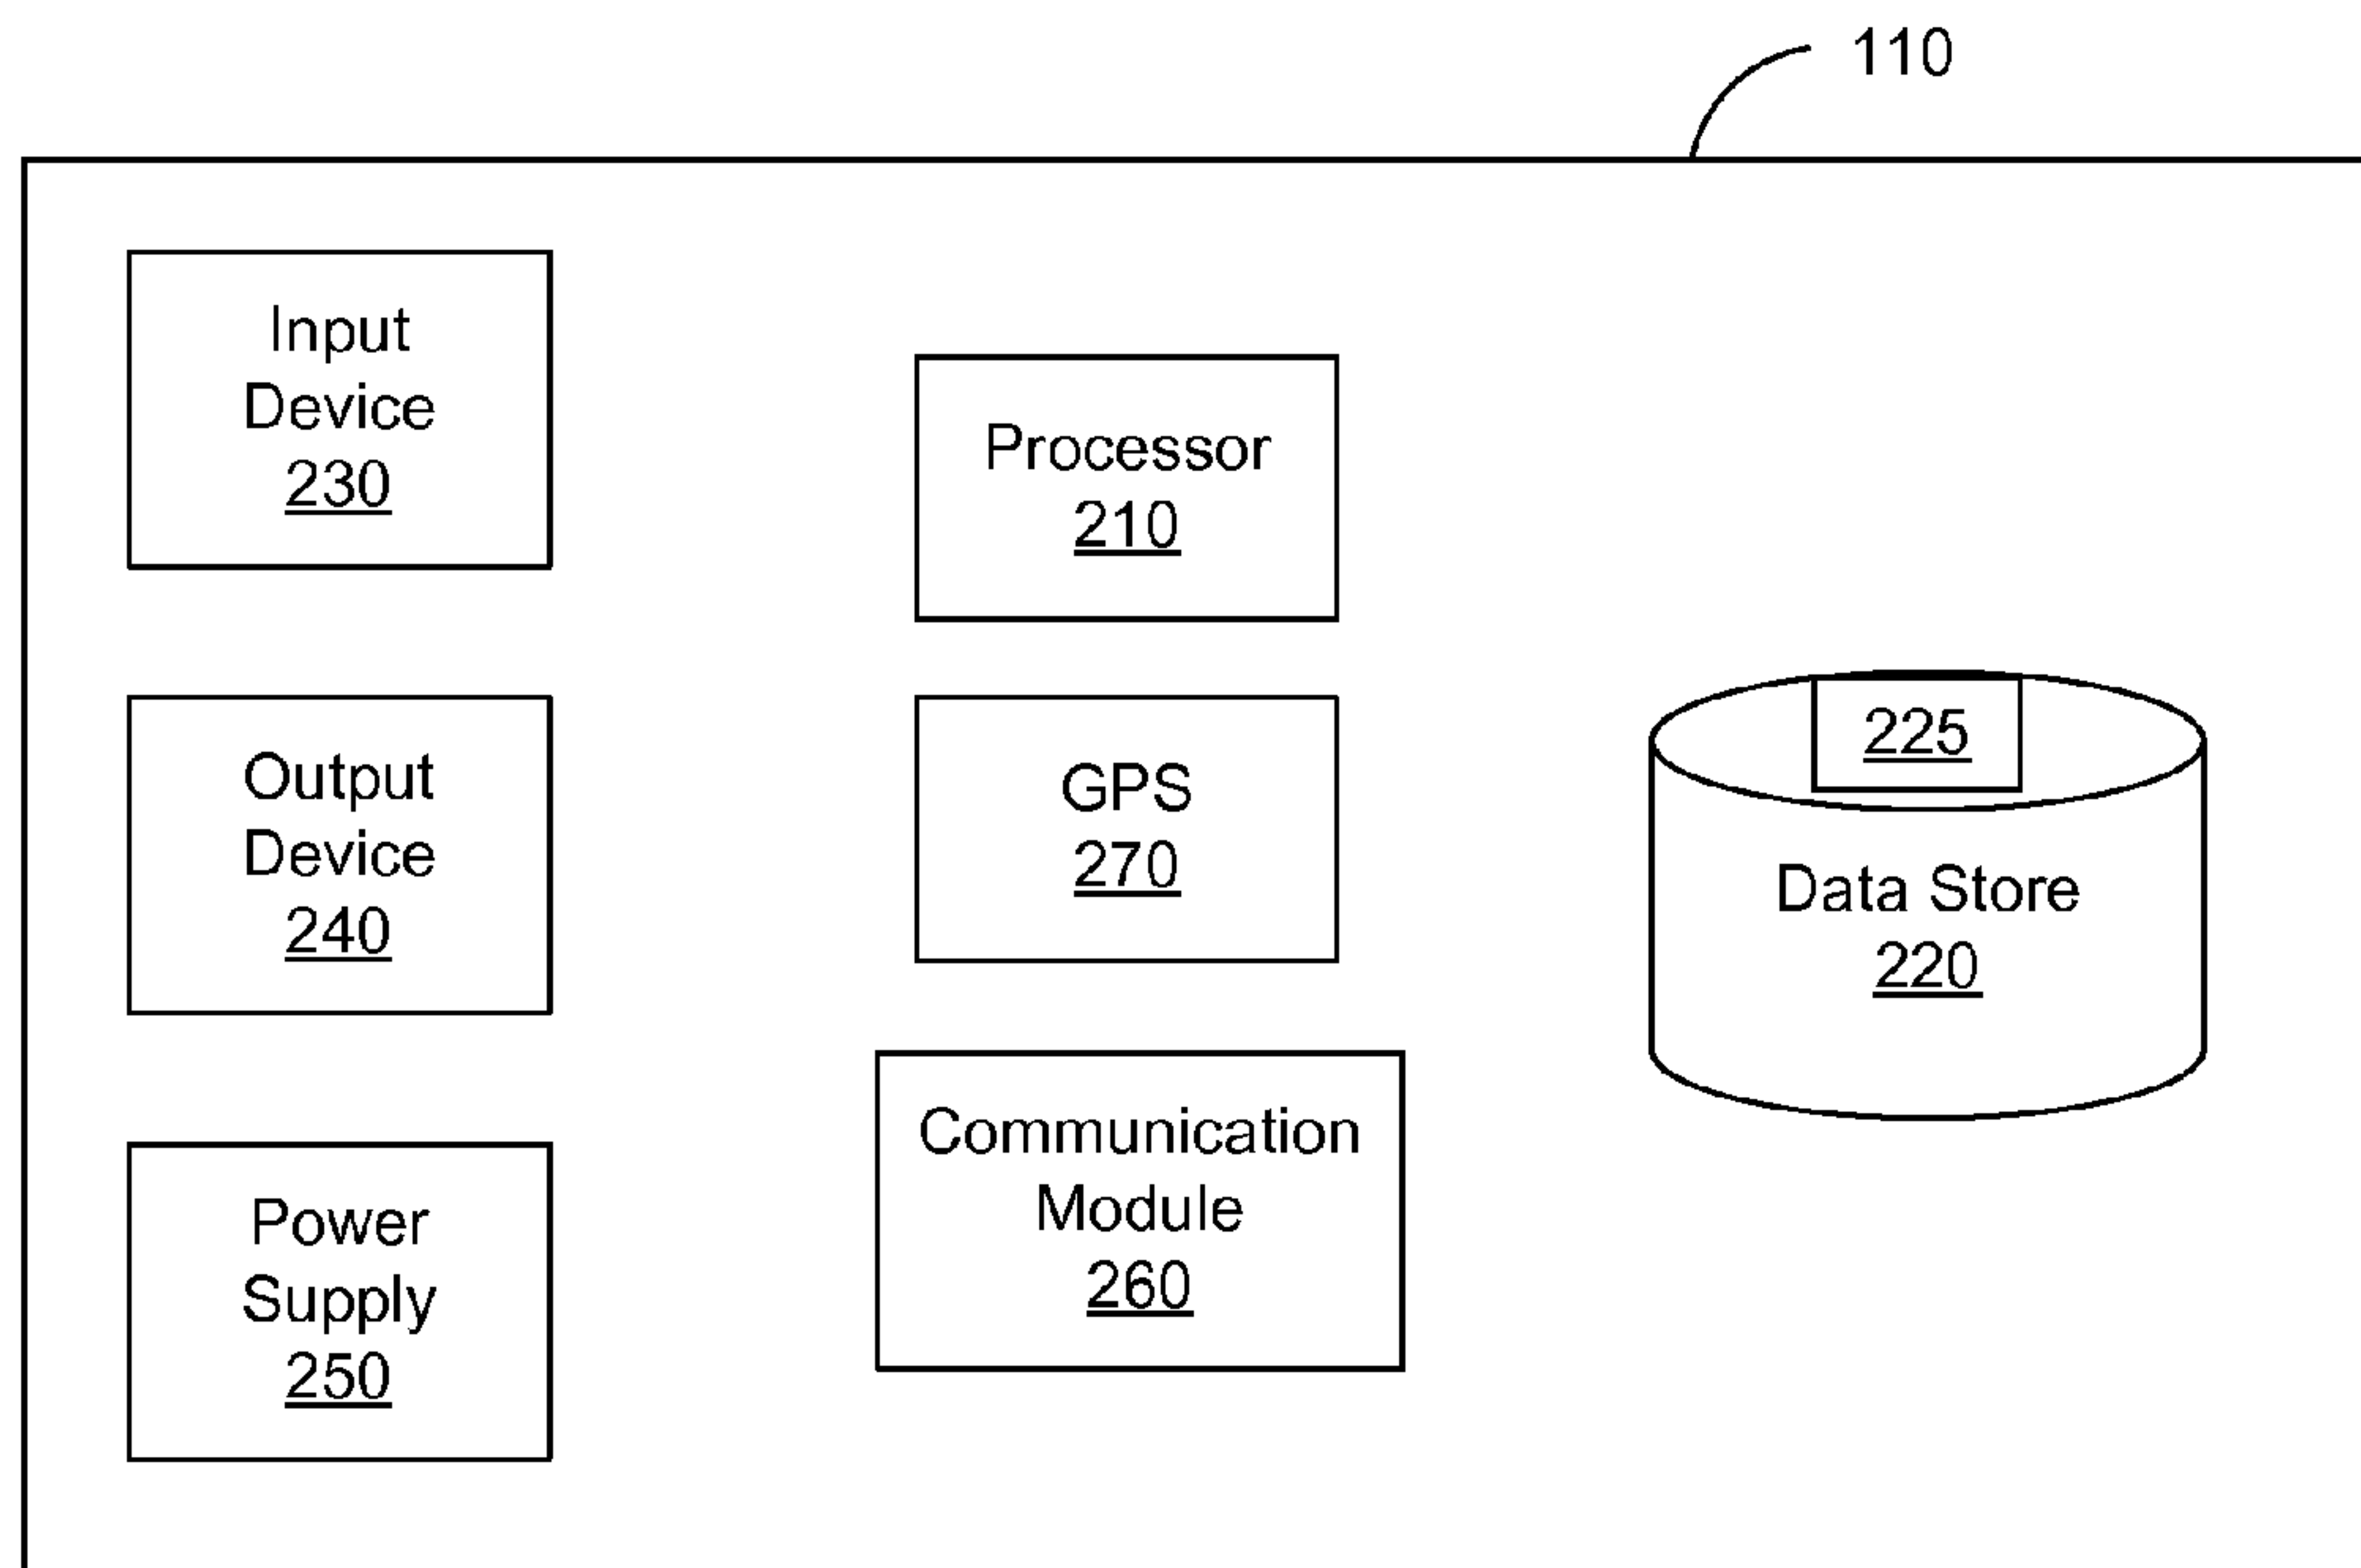 110
Input
Device
230
Processor
210
Output
Device
240
GPS
270
225
Data Store
220
Power
Supply
250
Communication
Module
260